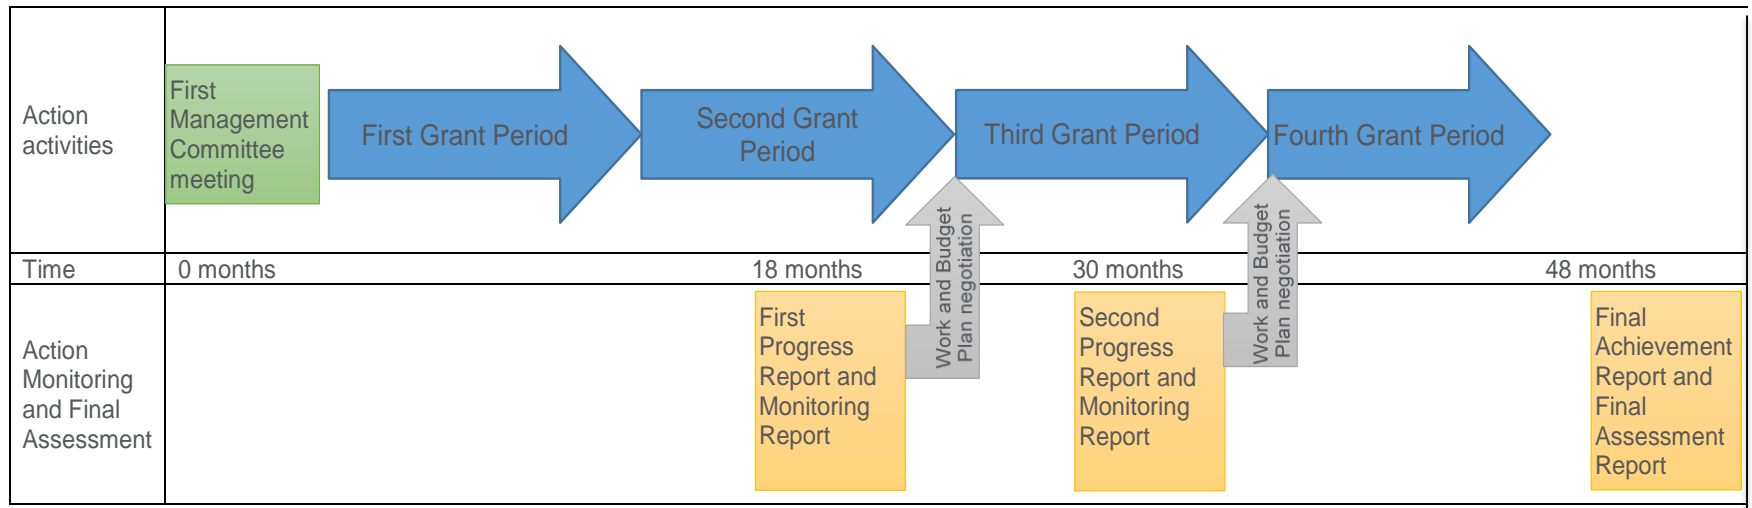 Action
activities
First
Management
Committee
meeting
First Grant Period
Second Grant
Period
Third Grant Period
Fourth Grant Period
Work and Budget
Plan negotiation
Work and Budget
Plan negotiation
Time
0 months
18 months
30 months
48 months
Action
Monitoring
and Final
Assessment
First
Progress
Report and
Monitoring
Report
Second
Progress
Report and
Monitoring
Report
Final
Achievement
Report and
Final
Assessment
Report